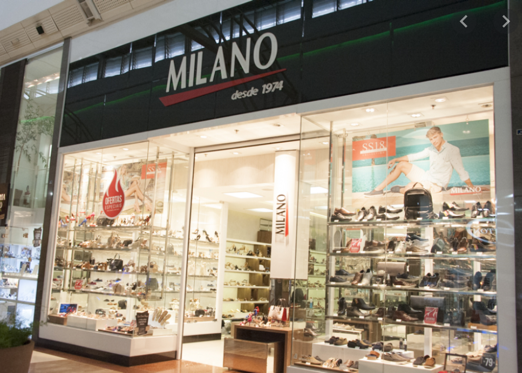 MILANO
desde 1974
SS18
OFERTAS
MILANO